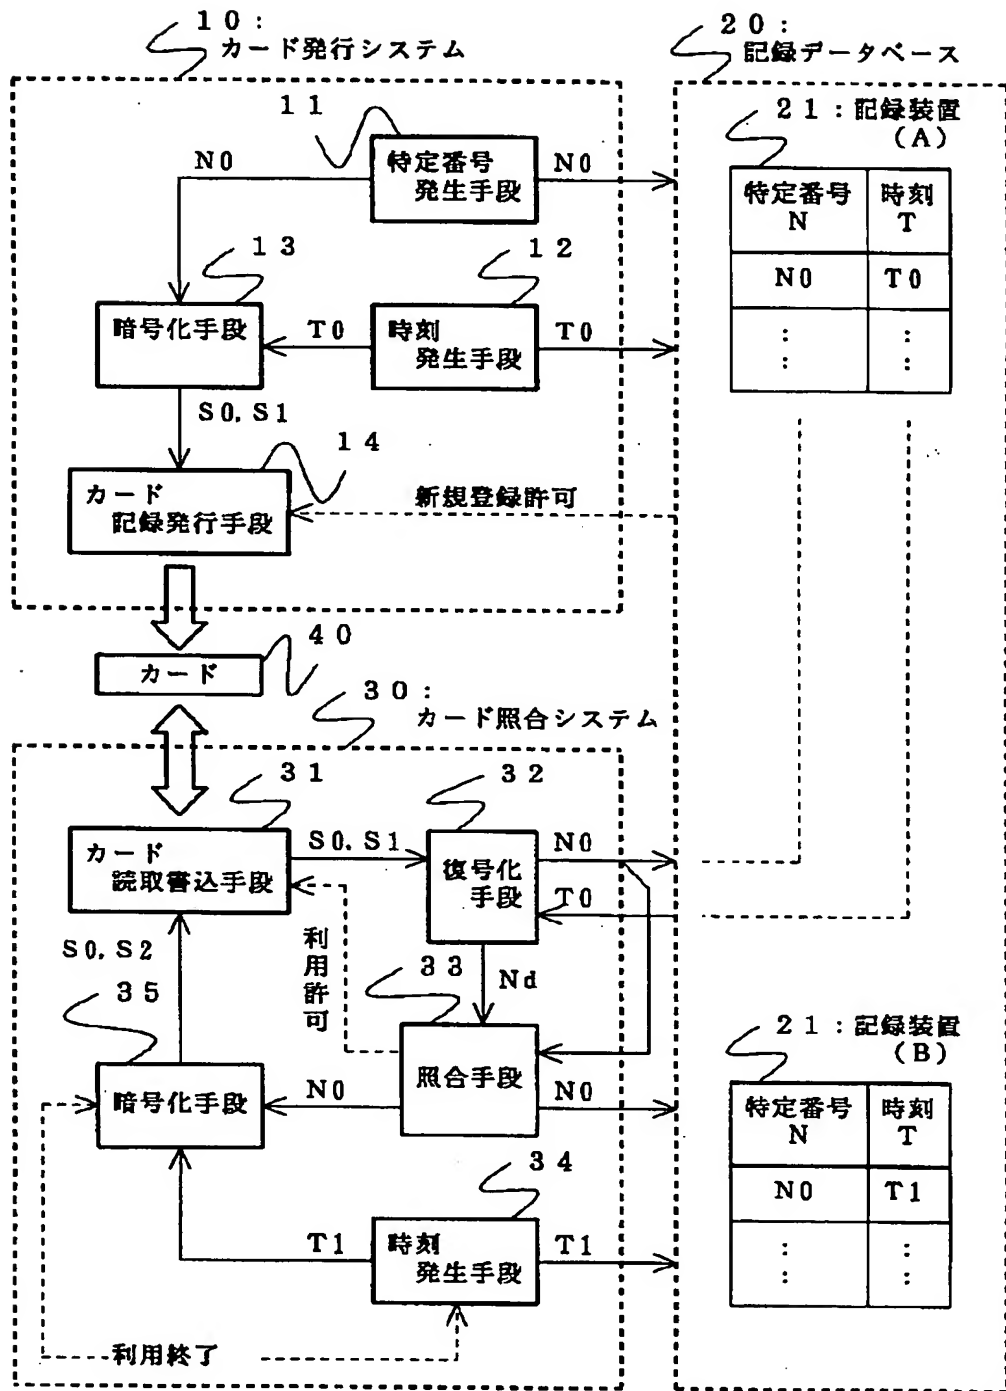 10:
カード発行システム
20:
記録データベース
11
特定番号
発生手段
N0
N0
21:記録装置
(A)
特定番号
N
時刻
T
N0
T0
:
:
:
:
13
12
暗号化手段
T0
時刻
発生手段
T0
S0, S1
14
カード
記録発行手段
新規登録許可
40
カード
30:
カード照合システム
31
32
カード
読取書込手段
S0, S1
復号化
手段
N0
T0
S0, S2
利用許可
33
Nd
35
暗号化手段
N0
照合手段
N0
21:記録装置
(B)
特定番号
N
時刻
T
N0
T1
:
:
:
:
34
T1
時刻
発生手段
T1
利用終了